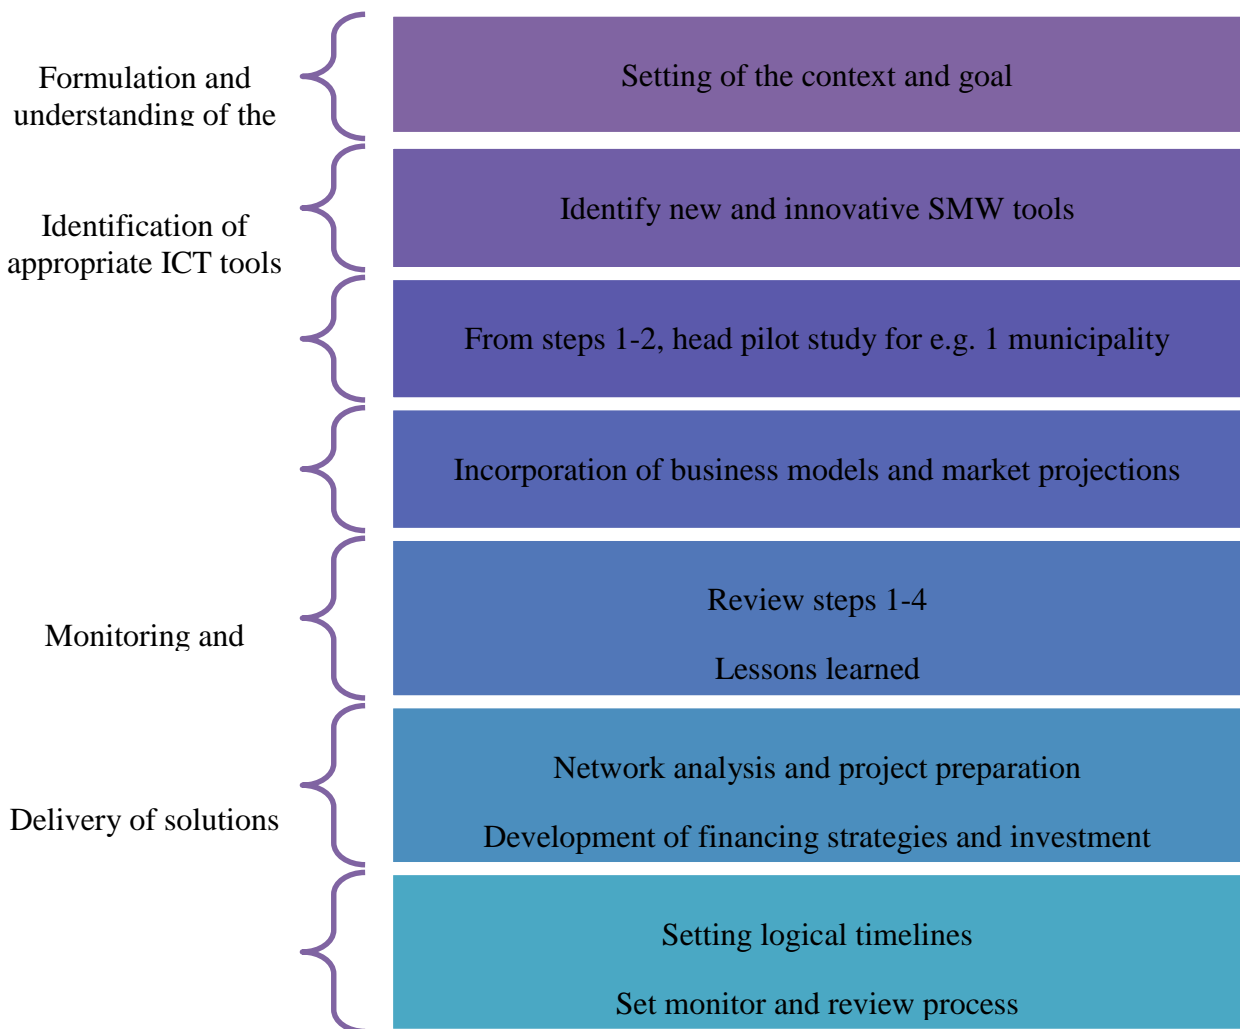 Formulation and
understanding of the
Setting of the context and goal
Identification of
appropriate ICT tools
Identify new and innovative SMW tools
From steps 1-2, head pilot study for e.g. 1 municipality
Incorporation of business models and market projections
Monitoring and
Review steps 1-4
Lessons learned
Delivery of solutions
Network analysis and project preparation
Development of financing strategies and investment
Setting logical timelines
Set monitor and review process